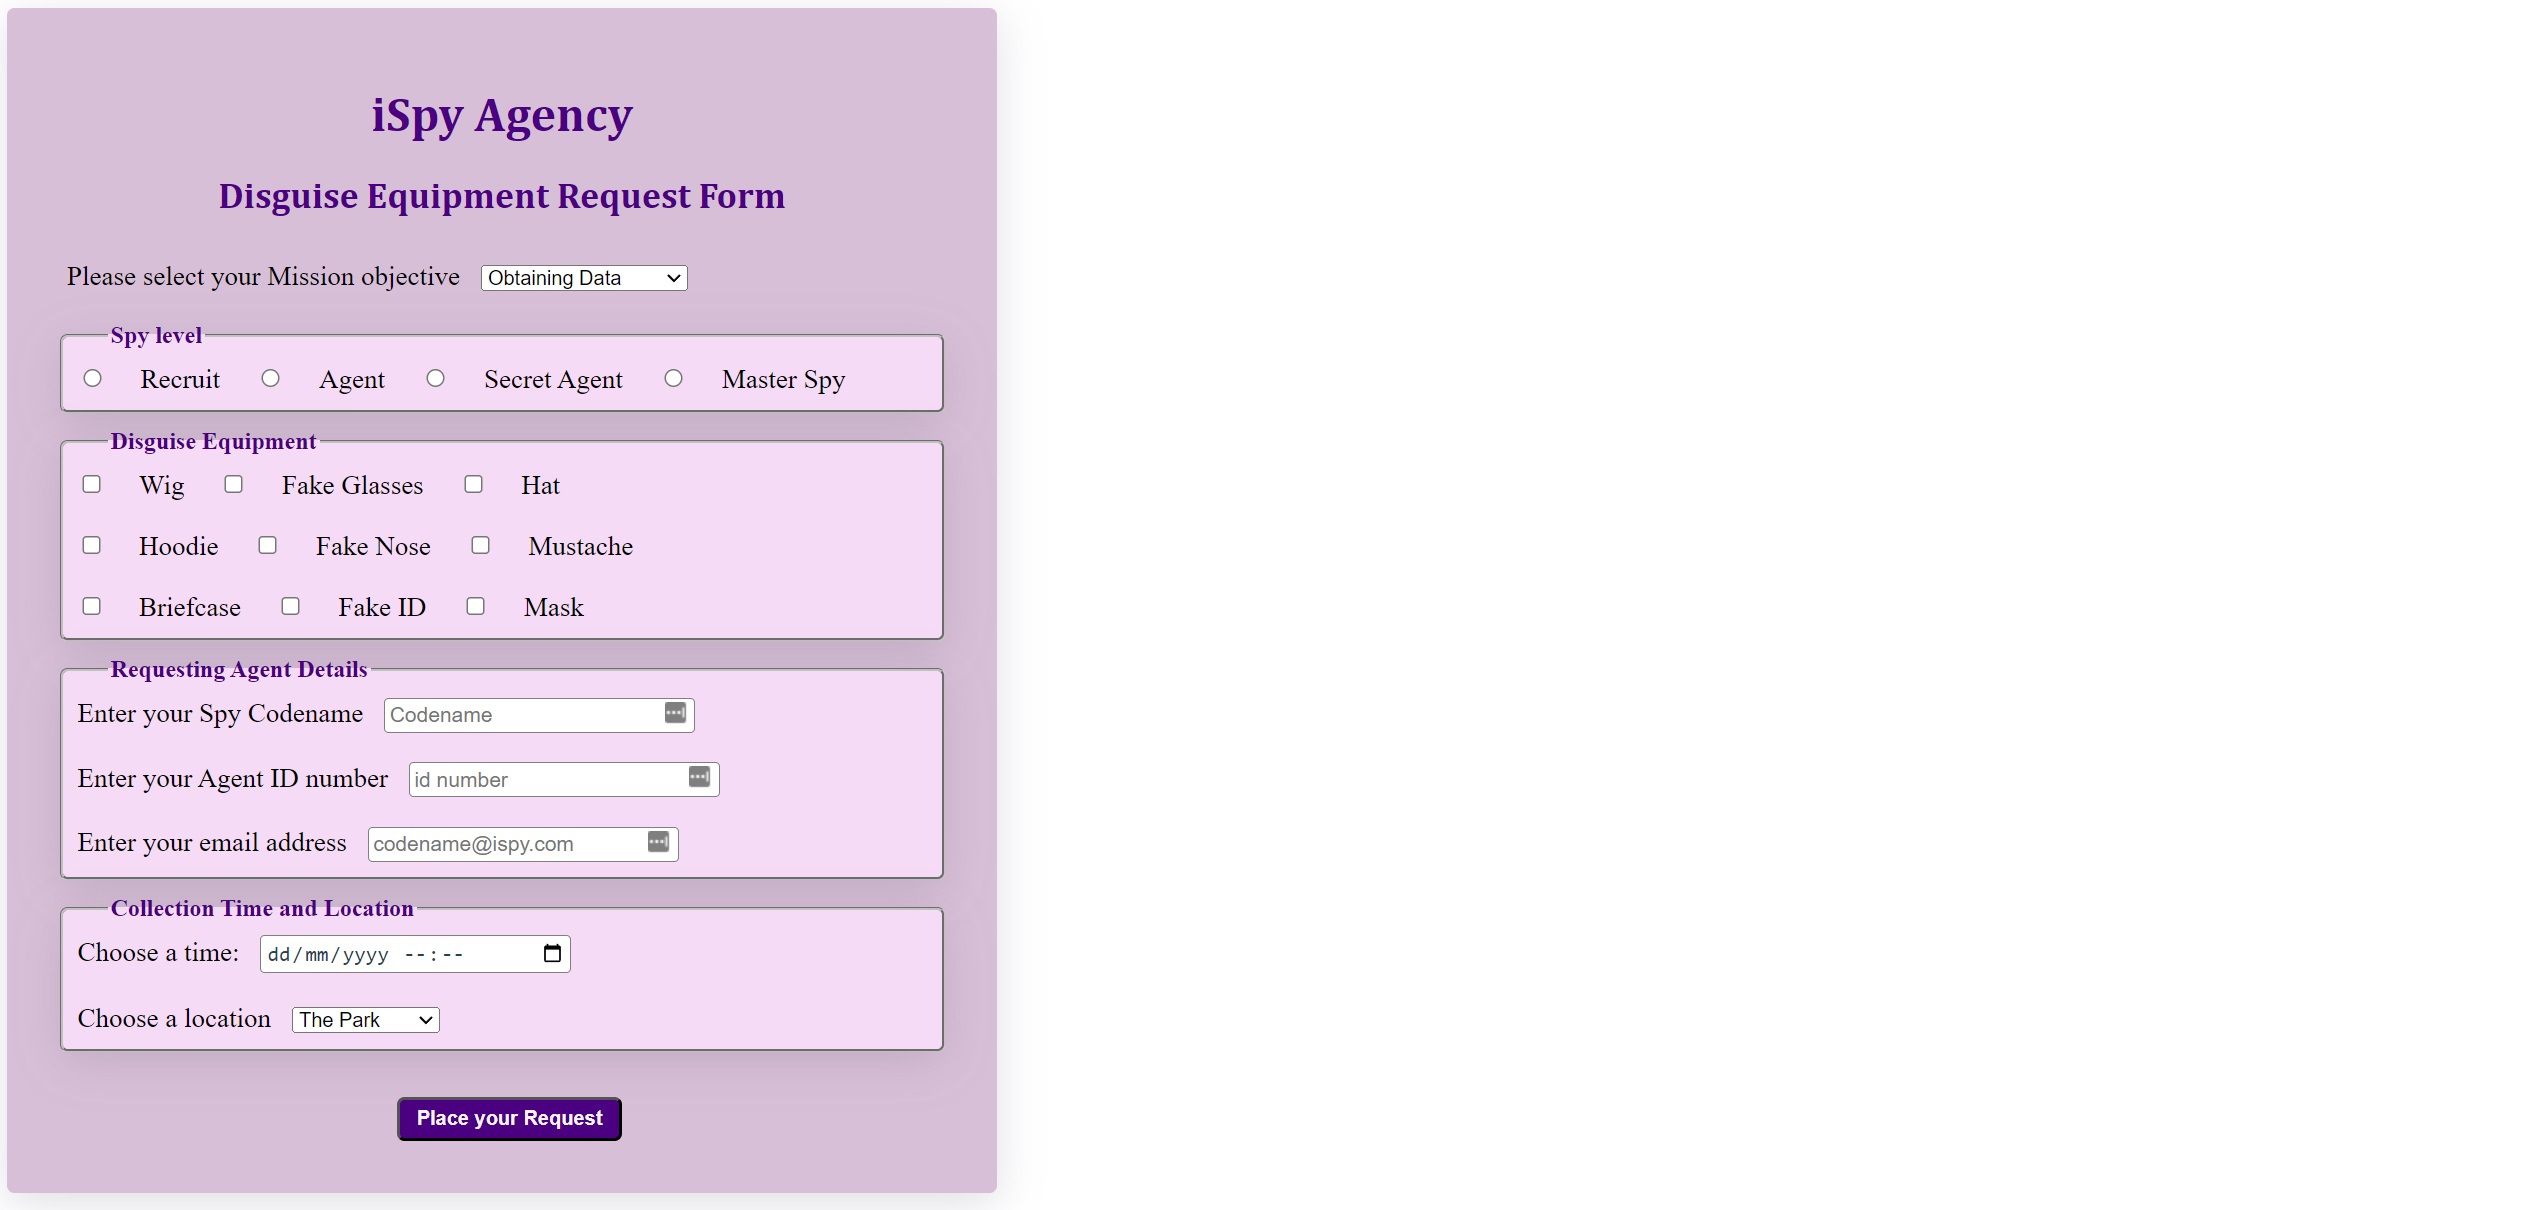 iSpy Agency
Disguise Equipment Request Form
Please select your Mission objective Obtaining Data
Spy level
Recruit Agent Secret Agent Master Spy
Disguise Equipment
Wig Fake Glasses Hat
Hoodie Fake Nose Mustache
Briefcase Fake ID Mask
Requesting Agent Details
Enter your Spy Codename Codename
Enter your Agent ID number id number
Enter your email address codename@ispy.com
Collection Time and Location
Choose a time: dd/mm/yyyy --:--
Choose a location The Park
Place your Request